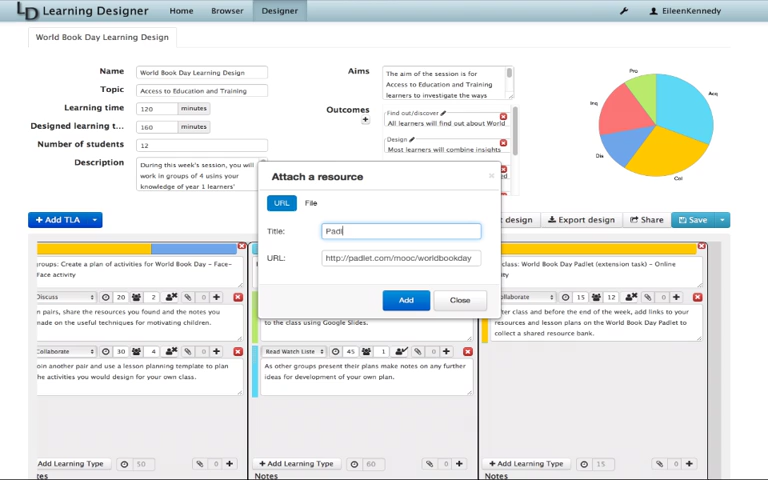 LD Learning Designer Home Browser Designer EileenKennedy
World Book Day Learning Design
Name World Book Day Learning Design
Topic Access to Education and Training
Learning time 120 minutes
Designed learning t... 160 minutes
Number of students 12
Description During this week's session, you will
work in groups of 4 usins your
knowledge of year 1 learners'
Aims The aim of the session is for
Access to Education and Training
learners to investigate the ways
Outcomes
Find out/discover
All learners will find out about World
Design
Most learners will combine insights
Pro
Acq
Inq
Dis
Col
Attach a resource
URL File
Title: Padl
URL: http://padlet.com/mooc/worldbookday
Add Close
+ Add TLA
t design Export design Share Save
groups: Create a plan of activities for World Book Day – Face-
Face activity
Discuss 20 2 0
n pairs, share the resources you found and the notes you
made on the useful techniques for motivating children.
Collaborate 30 4 0
oin another pair and use a lesson planning template to plan
he activities you would design for your own class.
+ Add Learning Type 50 0
Notes
to the class using Google Slides.
Read Watch Liste 45 1 0
As other groups present their plans make notes on any further
ideas for development of your own plan.
+ Add Learning Type 60 0
Notes
class: World Book Day Padlet (extension task) – Online
ollaborate 15 12 0
ter class and before the end of the week, add links to your
resources and lesson plans on the World Book Day Padlet to
collect a shared resource bank.
+ Add Learning Type 15 0
Notes